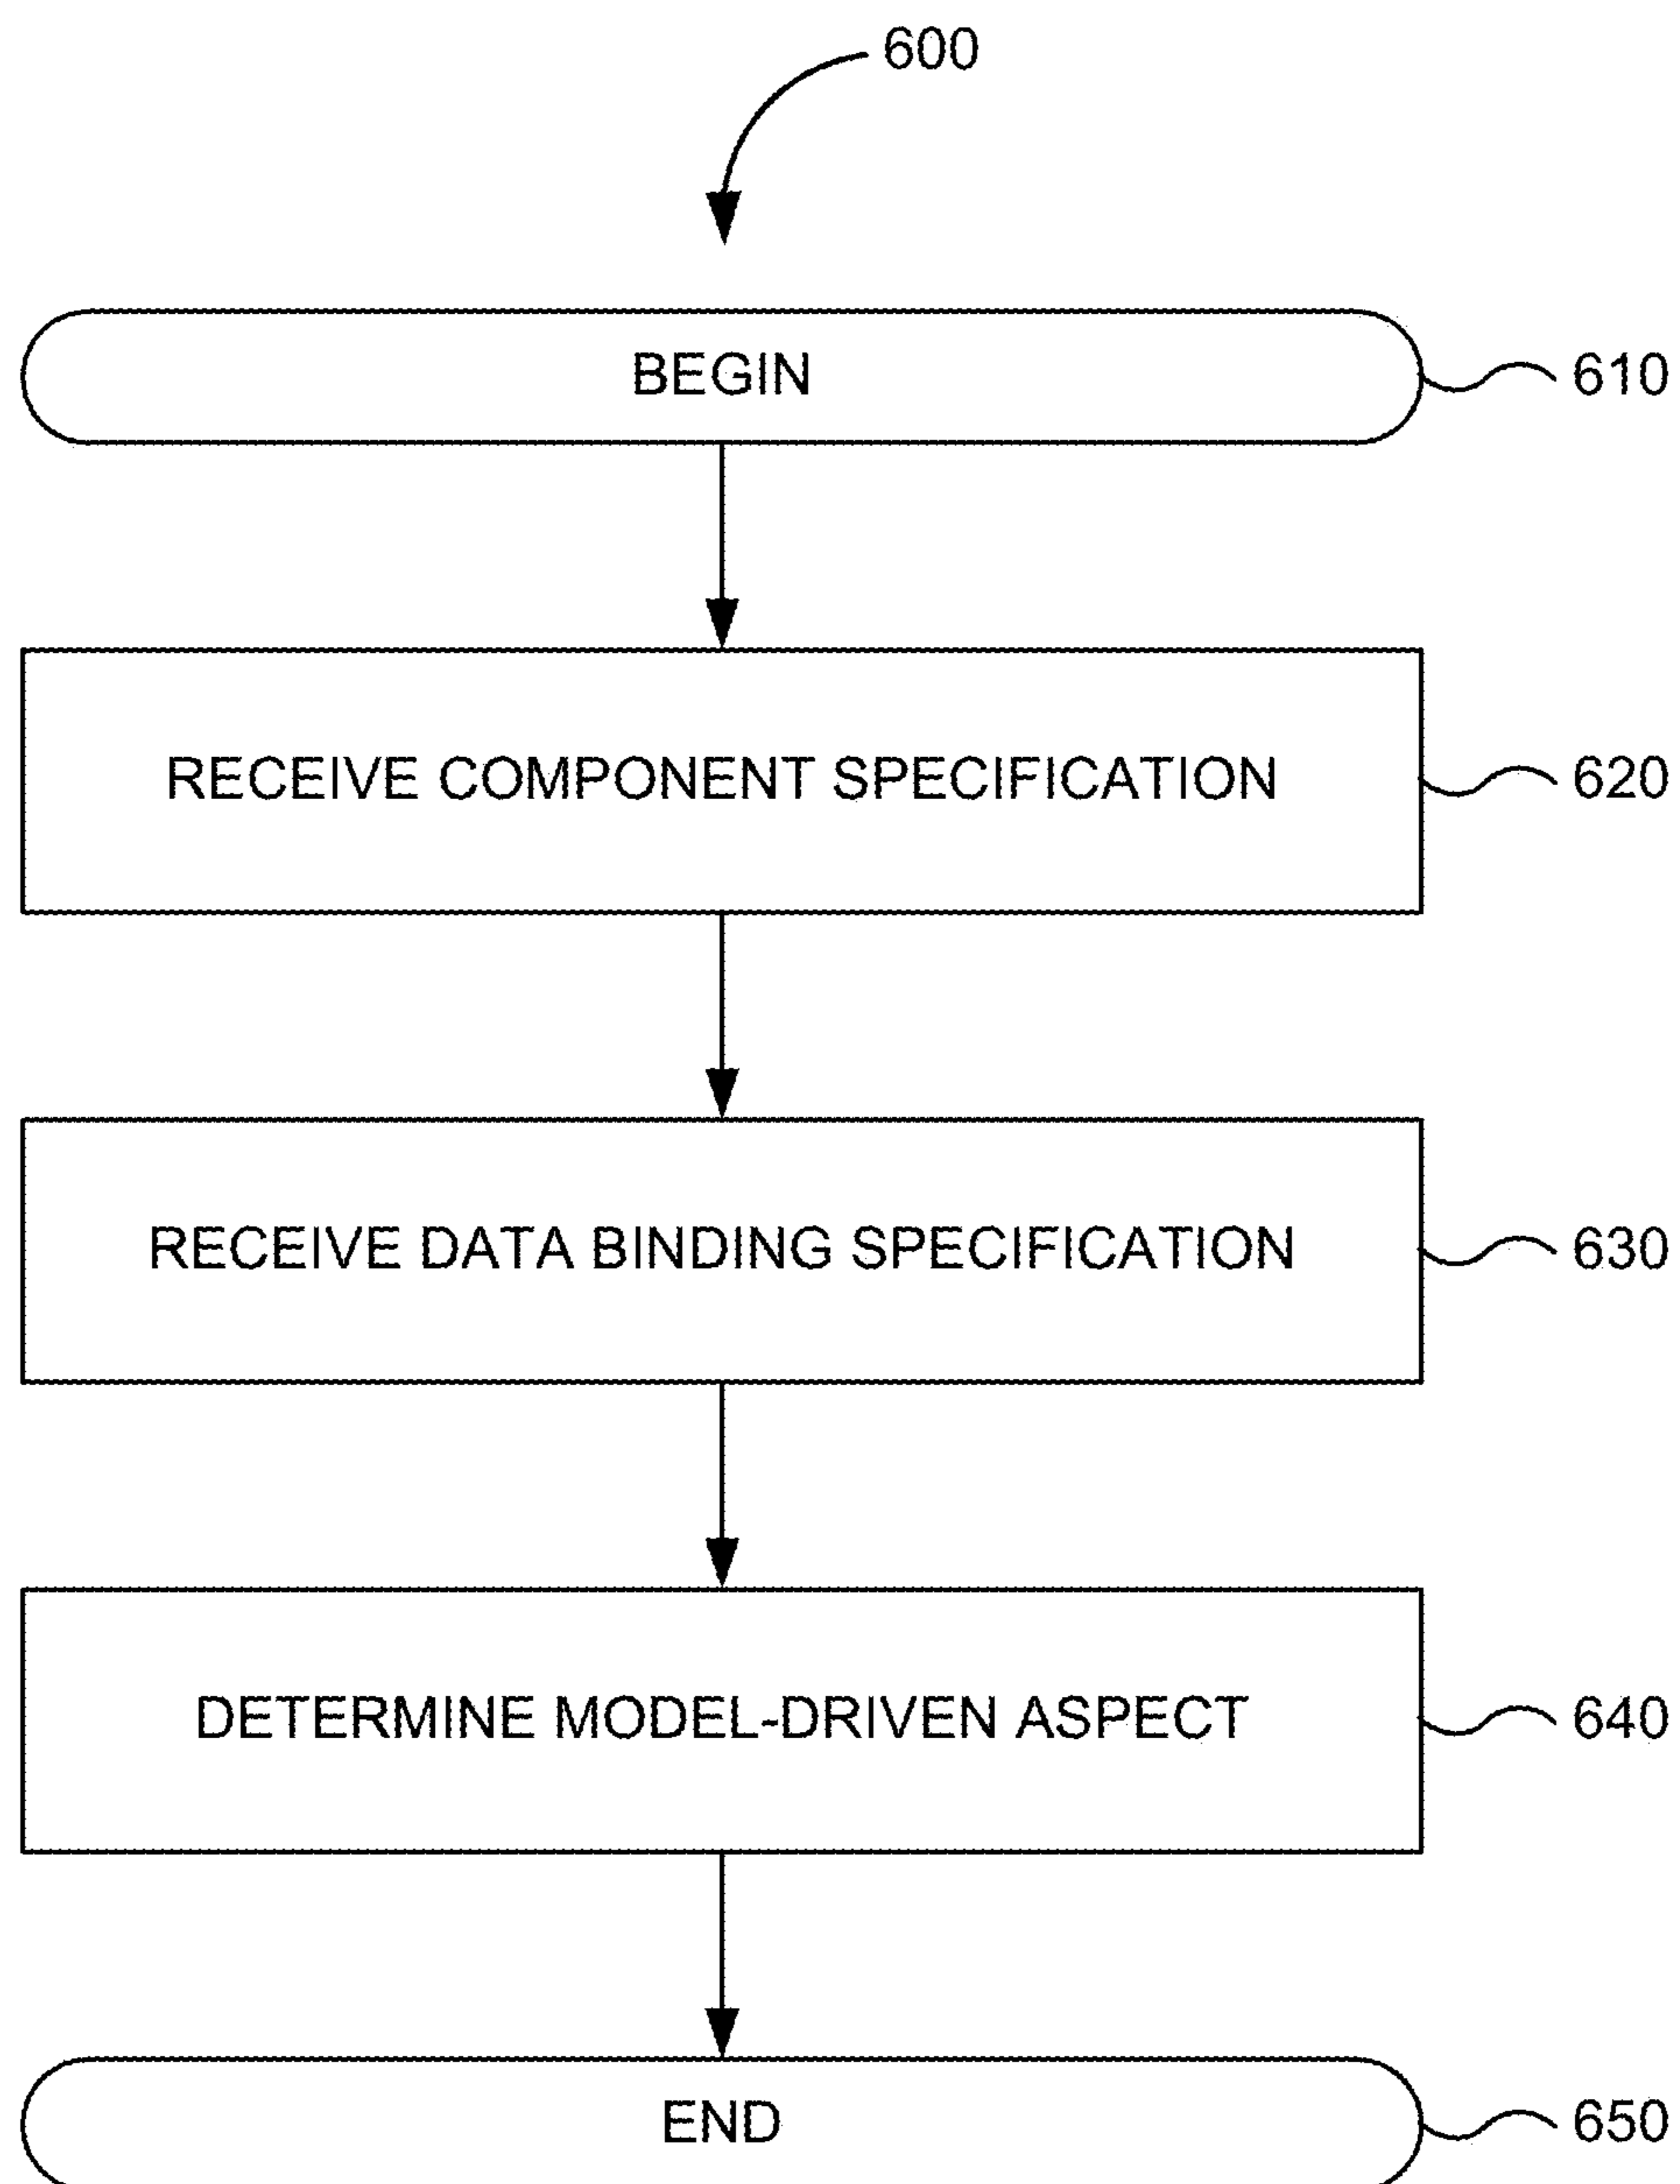 600
BEGIN
610
RECEIVE COMPONENT SPECIFICATION
620
RECEIVE DATA BINDING SPECIFICATION
630
DETERMINE MODEL-DRIVEN ASPECT
640
END
650